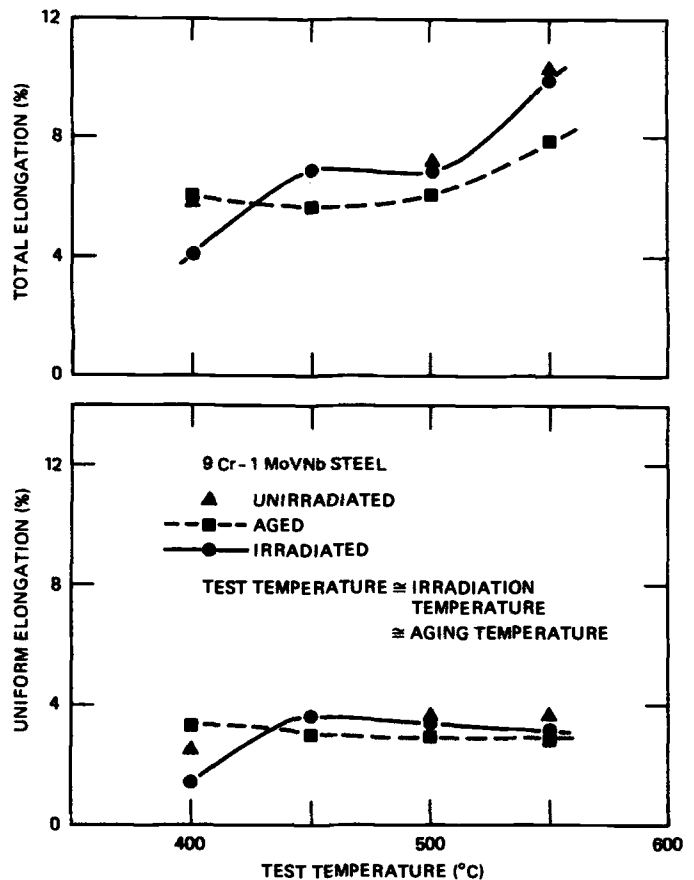 TOTAL ELONGATION (%)
12
8
4
0
UNIFORM ELONGATION (%)
12
8
4
0
9 Cr-1 MoVNb STEEL
UNIRRADIATED
AGED
IRRADIATED
TEST TEMPERATURE ≅ IRRADIATION
TEMPERATURE
≅ AGING TEMPERATURE
400
500
600
TEST TEMPERATURE (°C)